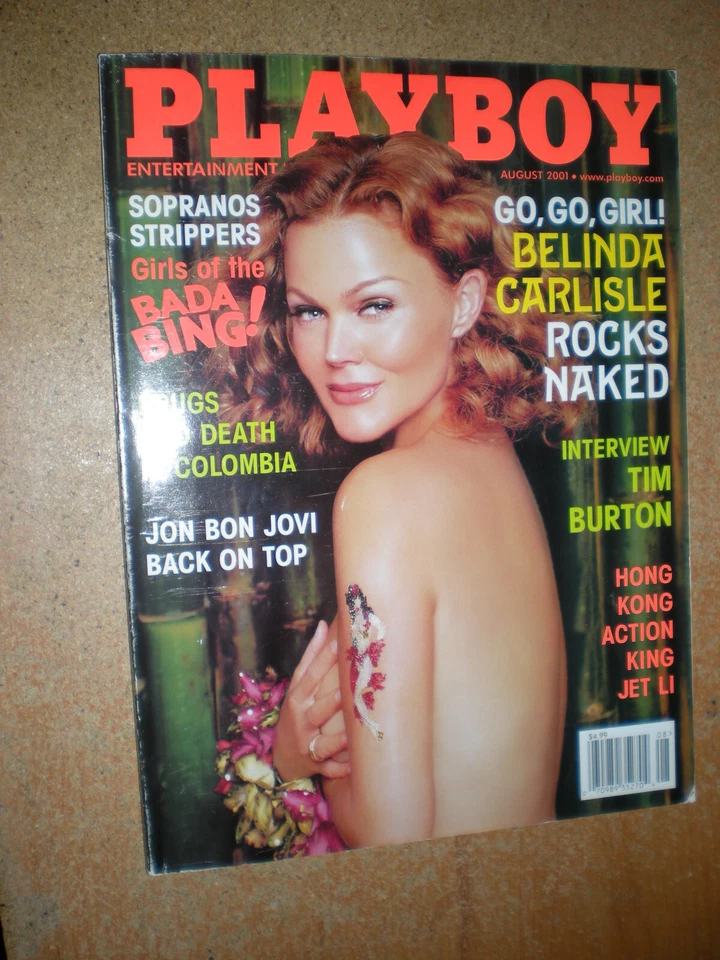 PLAYBOY
ENTERTAINMENT
AUGUST 2001 • www.playboy.com
SOPRANOS
STRIPPERS
Girls of the
BADA
BING!
DEATH
COLOMBIA
JON BON JOVI
BACK ON TOP
GO, GO, GIRL!
BELINDA
CARLISLE
ROCKS
NAKED
INTERVIEW
TIM
BURTON
HONG
KONG
ACTION
KING
JET LI
$4.99
08>